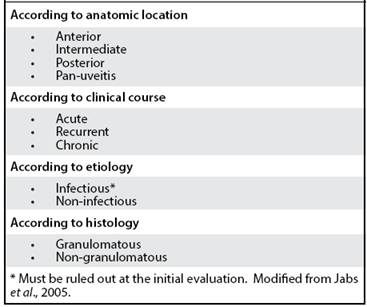 According to anatomic location
• Anterior
• Intermediate
• Posterior
• Pan-uveitis
According to clinical course
• Acute
• Recurrent
• Chronic
According to etiology
• Infectious*
• Non-infectious
According to histology
• Granulomatous
• Non-granulomatous
* Must be ruled out at the initial evaluation. Modified from Jabs
et al., 2005.